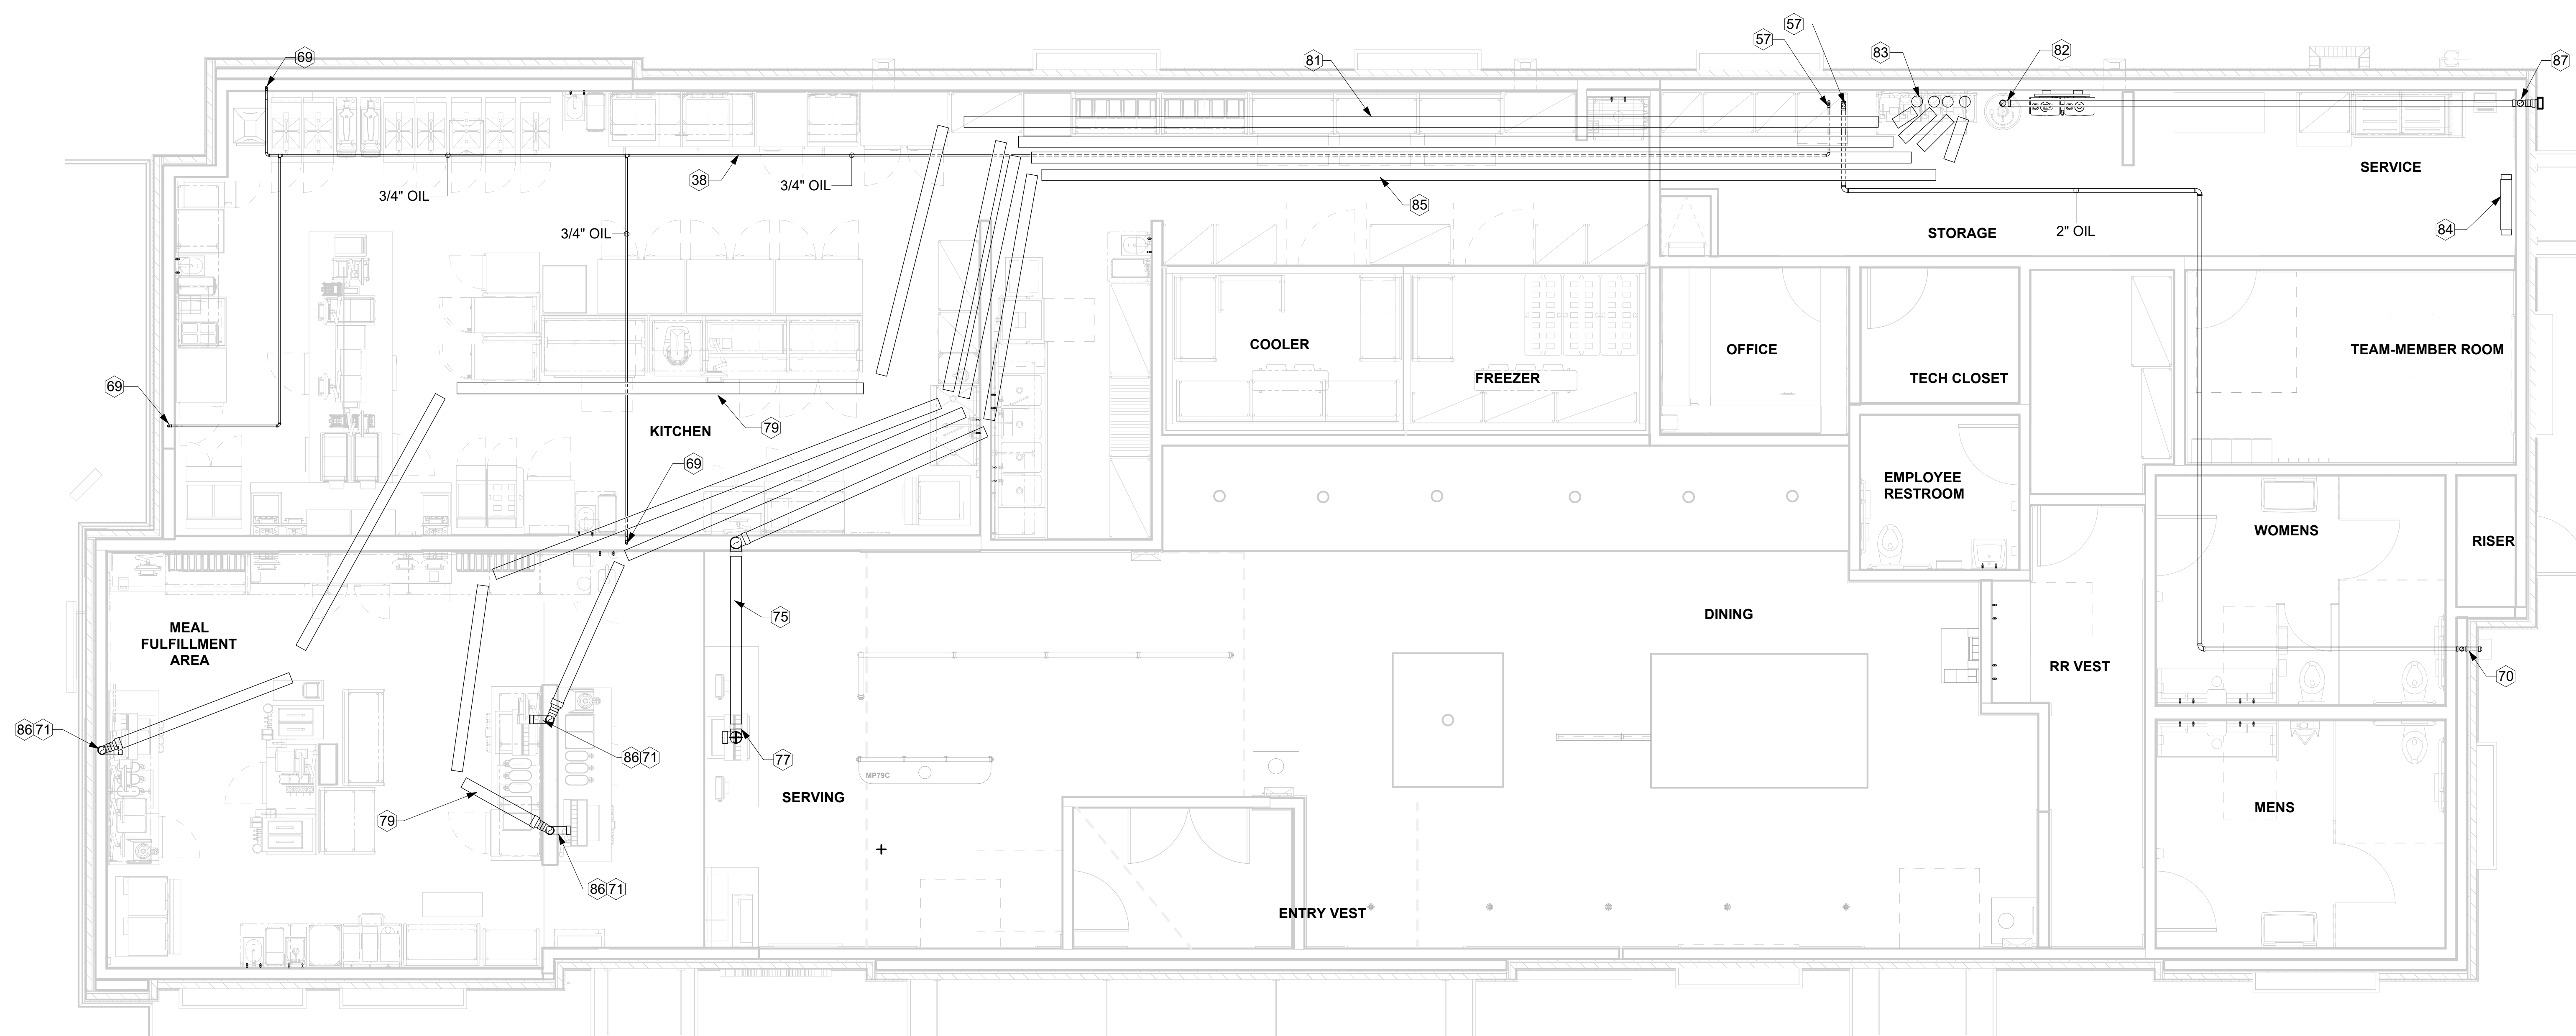 57
57
69
83
82
81
87
SERVICE
38
3/4" OIL
3/4" OIL
85
84
3/4" OIL
STORAGE
2" OIL
COOLER
OFFICE
TEAM-MEMBER ROOM
FREEZER
TECH CLOSET
69
79
KITCHEN
69
EMPLOYEE
RESTROOM
WOMENS
RISER
75
DINING
MEAL
FULFILLMENT
AREA
RR VEST
70
86 71
86 71
77
MP79C
SERVING
MENS
79
86 71
ENTRY VEST